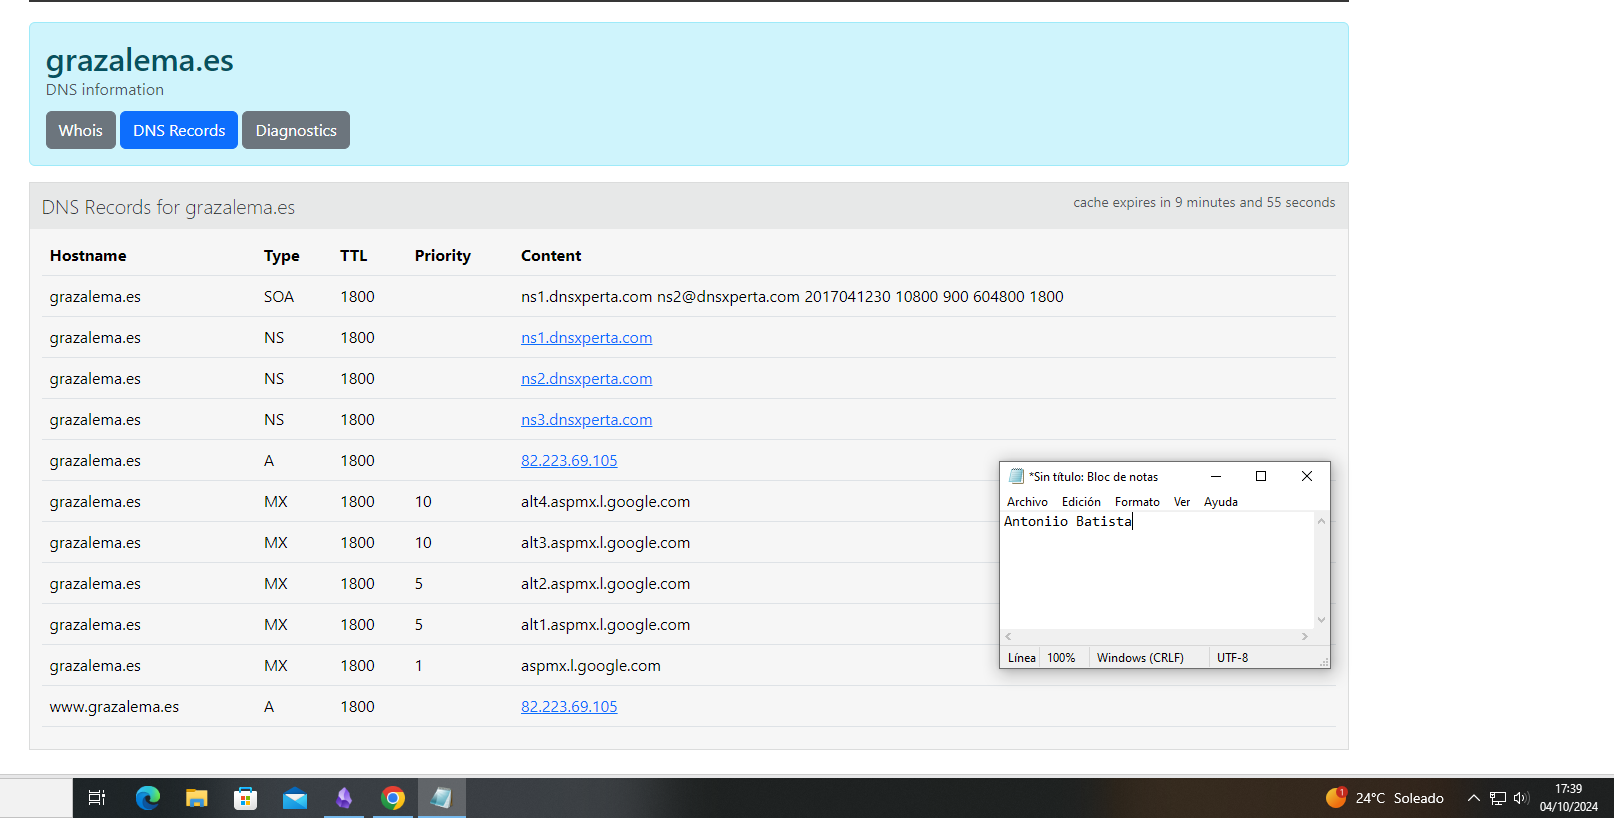 grazalema.es
DNS information
Whois DNS Records Diagnostics
DNS Records for grazalema.es cache expires in 9 minutes and 55 seconds
Hostname Type TTL Priority Content
grazalema.es SOA 1800 ns1.dnsxperta.com ns2@dnsxperta.com 2017041230 10800 900 604800 1800
grazalema.es NS 1800 ns1.dnsxperta.com
grazalema.es NS 1800 ns2.dnsxperta.com
grazalema.es NS 1800 ns3.dnsxperta.com
grazalema.es A 1800 82.223.69.105
grazalema.es MX 1800 10 alt4.aspmx.l.google.com
grazalema.es MX 1800 10 alt3.aspmx.l.google.com
grazalema.es MX 1800 5 alt2.aspmx.l.google.com
grazalema.es MX 1800 5 alt1.aspmx.l.google.com
grazalema.es MX 1800 1 aspmx.l.google.com
www.grazalema.es A 1800 82.223.69.105
*Sin título: Bloc de notas
Archivo Edición Formato Ver Ayuda
Antoniio Batista
Línea 100% Windows (CRLF) UTF-8
1 24°C Soleado
17:39
04/10/2024